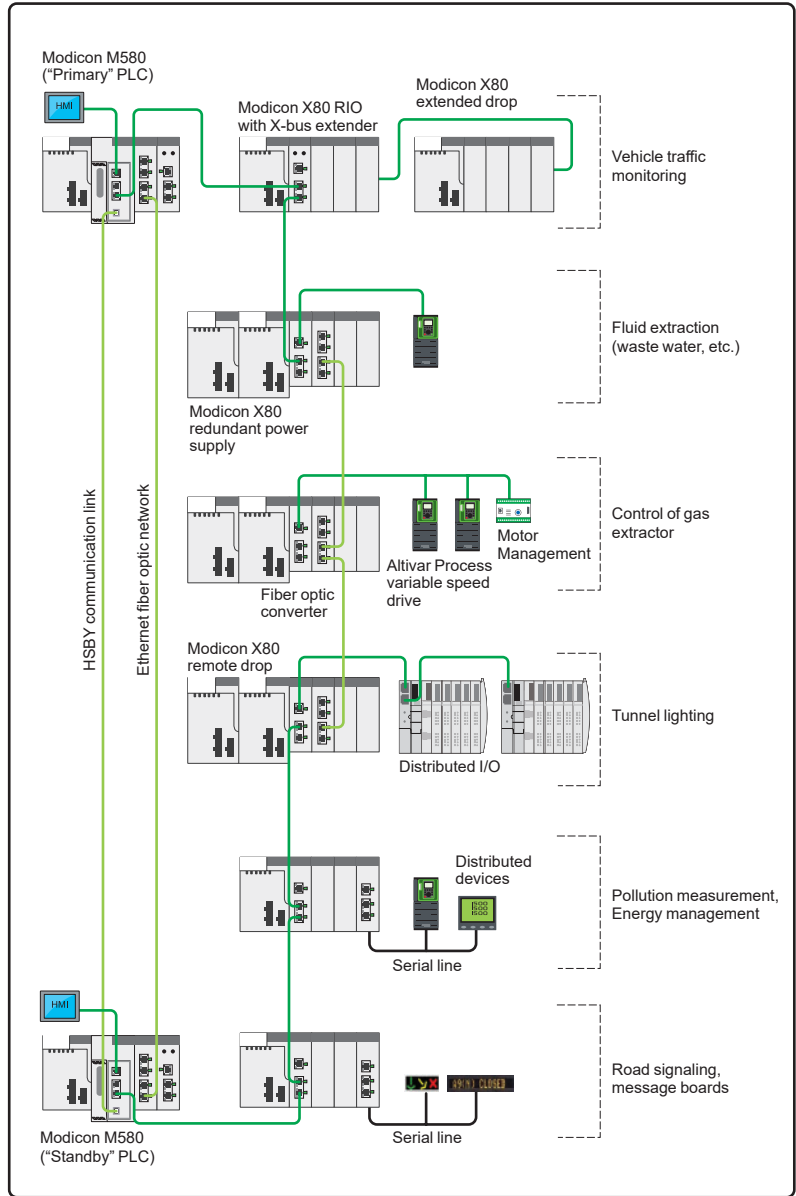 Modicon M580
(“Primary” PLC)
HMI
Modicon X80 RIO
with X-bus extender
Modicon X80
extended drop
Vehicle traffic
monitoring
Fluid extraction
(waste water, etc.)
Modicon X80
redundant power
supply
HSBY communication link
Ethernet fiber optic network
Control of gas
extractor
Motor
Management
Altivar Process
variable speed
drive
Fiber optic
converter
Modicon X80
remote drop
Tunnel lighting
Distributed I/O
Distributed
devices
1500
1500
1500
Pollution measurement,
Energy management
Serial line
HMI
Road signaling,
message boards
A9(N) CLOSED
Modicon M580
(“Standby” PLC)
Serial line